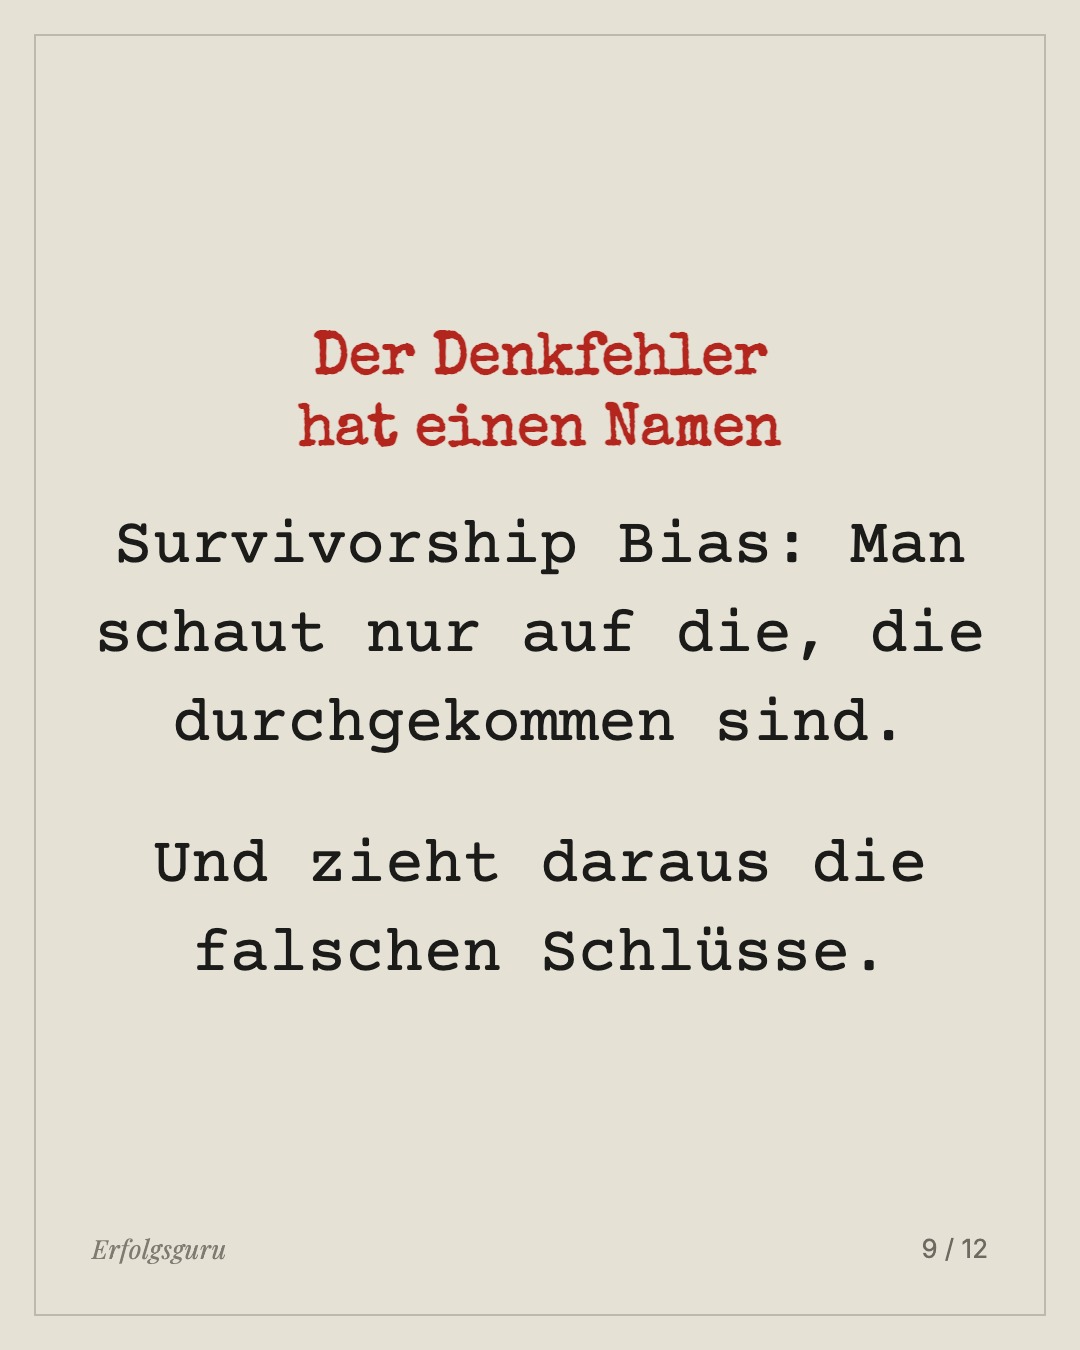 Der Denkfehler
hat einen Namen
Survivorship Bias: Man
schaut nur auf die, die
durchgekommen sind.
Und zieht daraus die
falschen Schlüsse.
Erfolgsguru
9 / 12